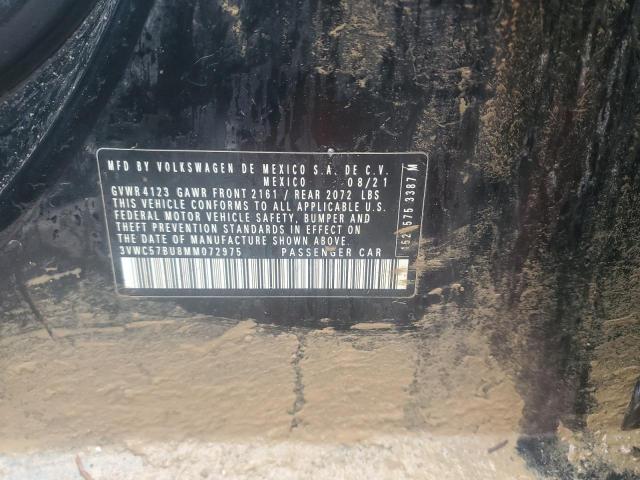 MFD BY VOLKSWAGEN DE MEXICO S.A. DE C.V.
MEXICO 08/21
GVWR 4123 GAWR FRONT 2161 / REAR 2072 LBS
THIS VEHICLE CONFORMS TO ALL APPLICABLE U.S.
FEDERAL MOTOR VEHICLE SAFETY, BUMPER AND
THEFT PREVENTION STANDARDS IN EFFECT ON
THE DATE OF MANUFACTURE SHOWN ABOVE.
3VWC57BU8MM072975 PASSENGER CAR
152 575 3387 M